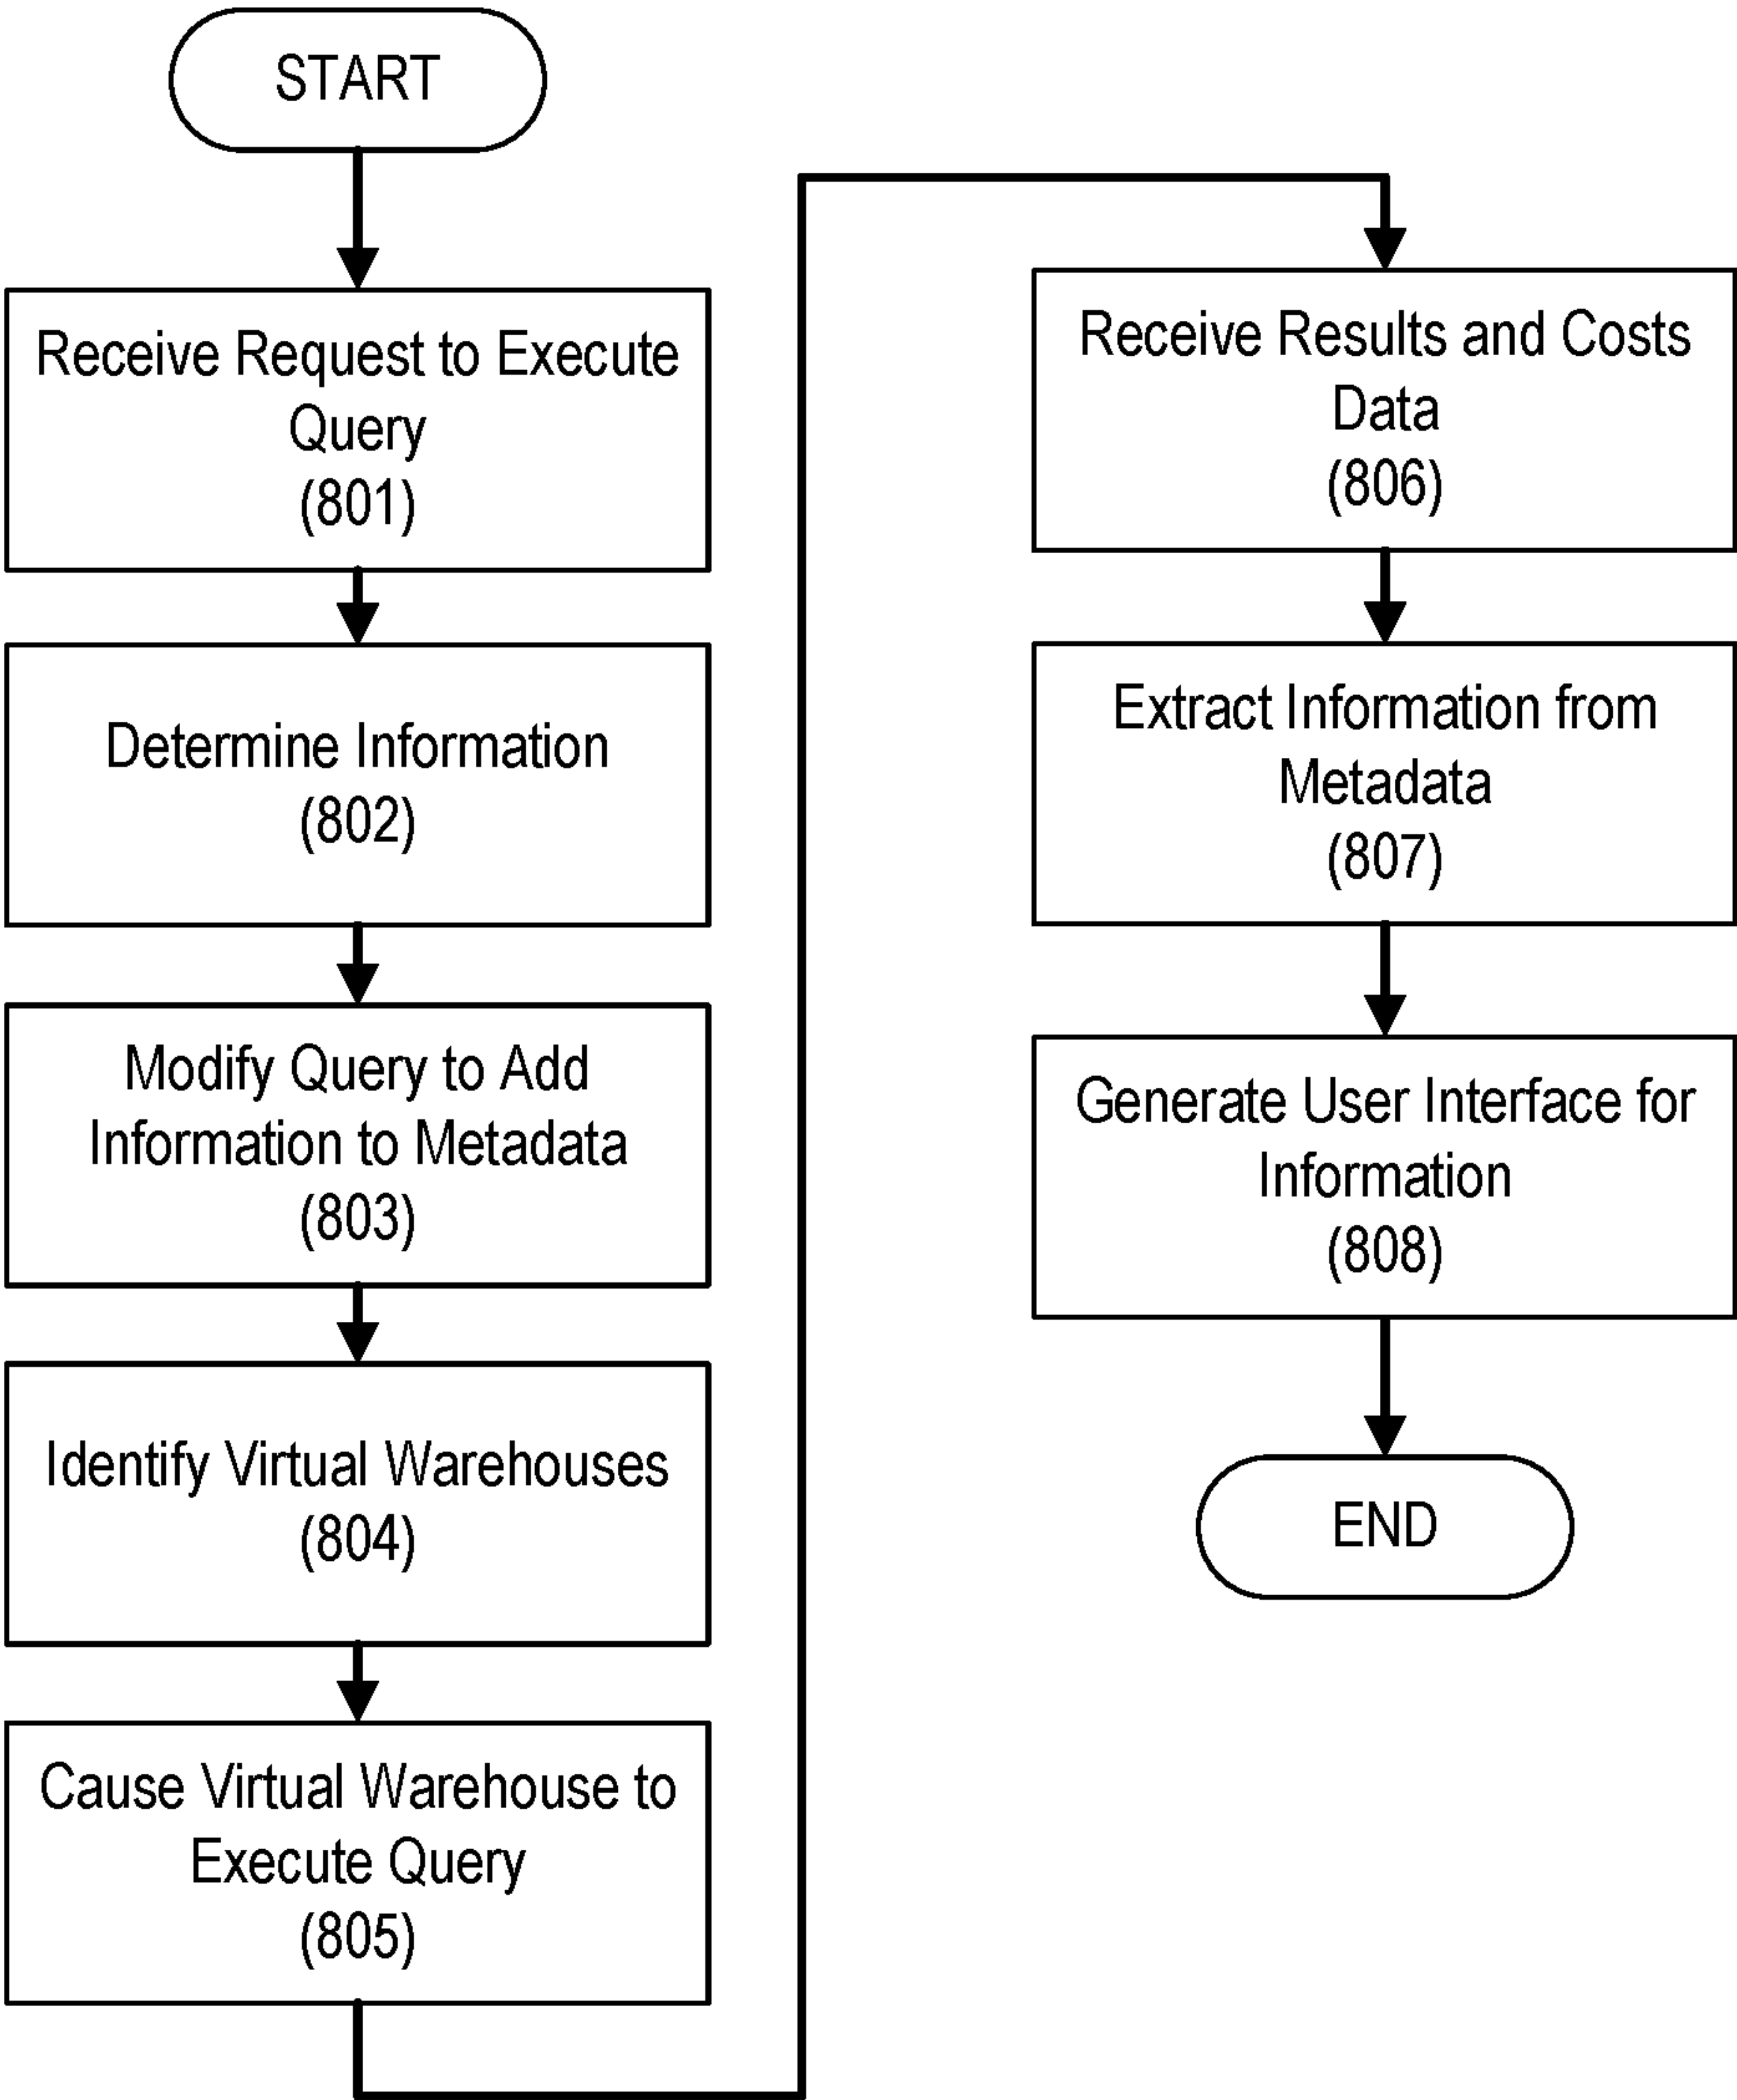 START
Receive Request to Execute
Query
(801)
Determine Information
(802)
Modify Query to Add
Information to Metadata
(803)
Identify Virtual Warehouses
(804)
Cause Virtual Warehouse to
Execute Query
(805)
Receive Results and Costs
Data
(806)
Extract Information from
Metadata
(807)
Generate User Interface for
Information
(808)
END